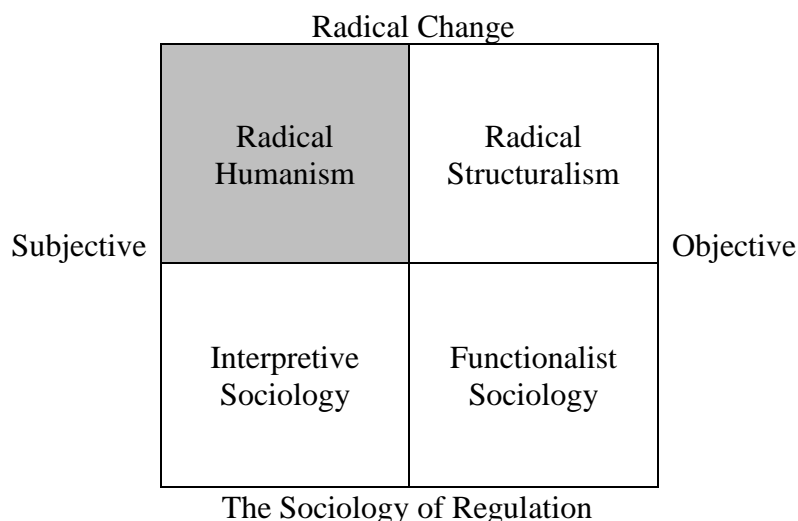 Radical Change
Radical
Humanism
Radical
Structuralism
Subjective
Objective
Interpretive
Sociology
Functionalist
Sociology
The Sociology of Regulation